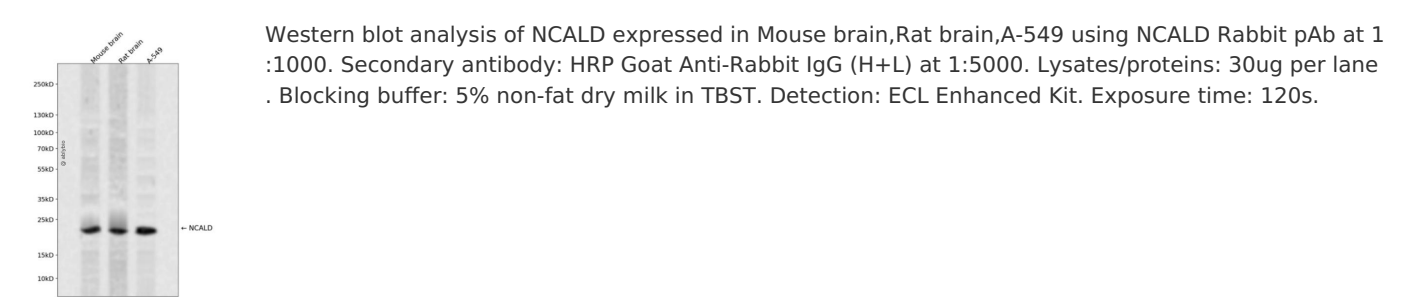 Mouse brain
Rat brain
A-549
250kD
130kD
100kD
70kD
55kD
35kD
25kD
15kD
10kD
← NCALD
Western blot analysis of NCALD expressed in Mouse brain,Rat brain,A-549 using NCALD Rabbit pAb at 1
:1000. Secondary antibody: HRP Goat Anti-Rabbit IgG (H+L) at 1:5000. Lysates/proteins: 30ug per lane
. Blocking buffer: 5% non-fat dry milk in TBST. Detection: ECL Enhanced Kit. Exposure time: 120s.